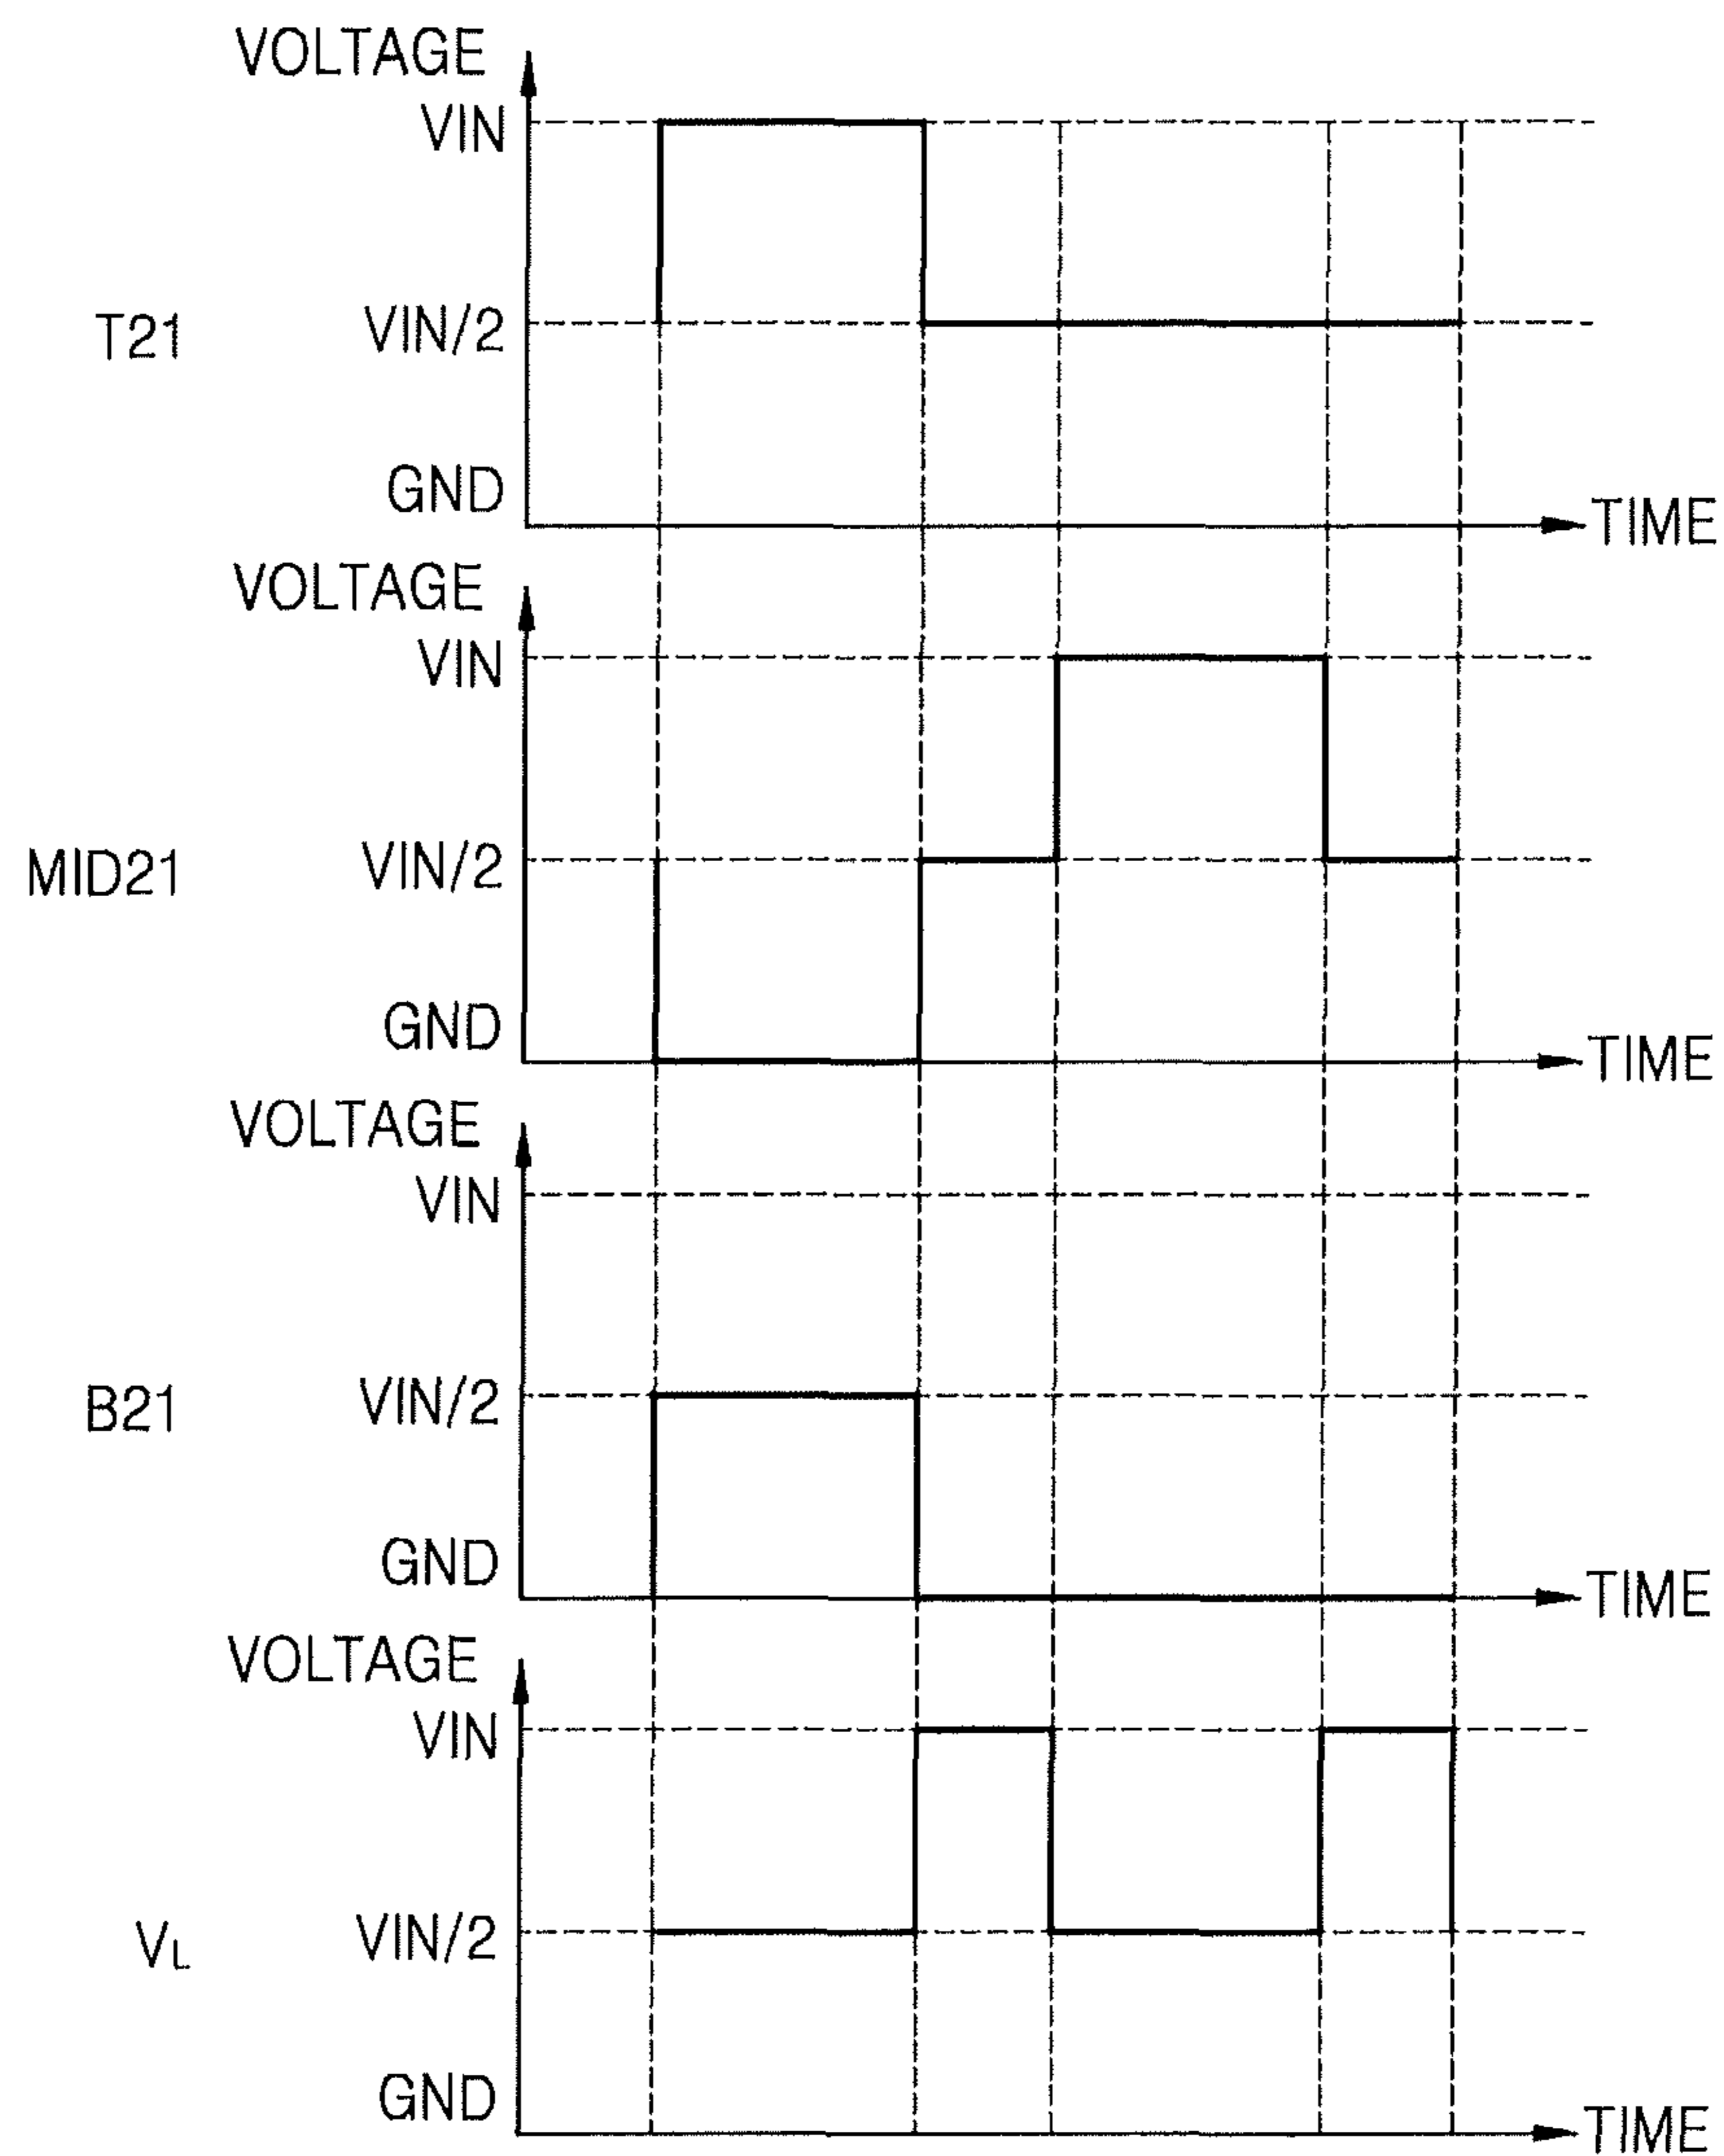 VOLTAGE
VIN
T21 VIN/2
GND
TIME
VOLTAGE
VIN
MID21 VIN/2
GND
TIME
VOLTAGE
VIN
B21 VIN/2
GND
TIME
VOLTAGE
VIN
VL VIN/2
GND
TIME